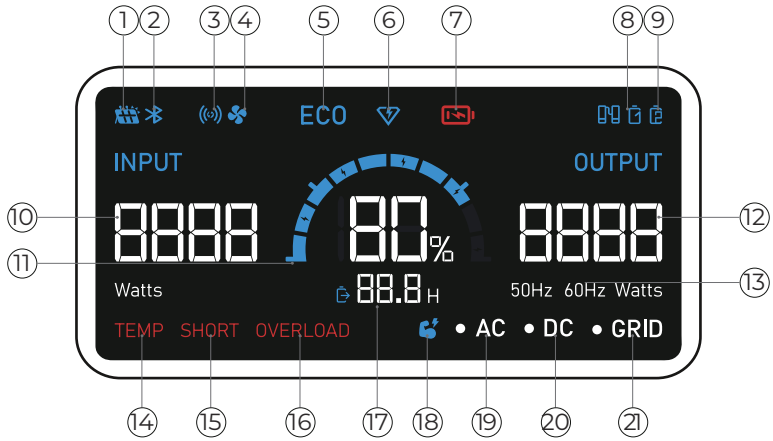 1 2 3 4 5 6 7 8 9
ECO 1 2
INPUT OUTPUT
10 8888 80% 8888 12
11
13
Watts 88.8 H 50Hz 60Hz Watts
TEMP SHORT OVERLOAD AC DC GRID
14 15 16 17 18 19 20 21